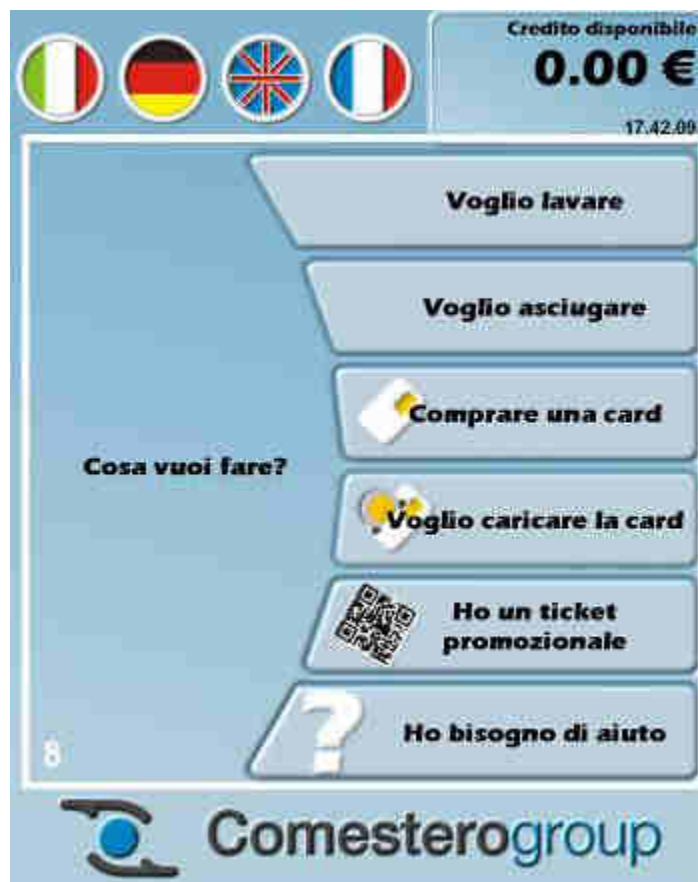 Credito disponibile
0.00 €
17.42.09
Voglio lavare
Voglio asciugare
Comprare una card
Cosa vuoi fare?
Voglio caricare la card
Ho un ticket
promozionale
Ho bisogno di aiuto
8
Comesterogroup